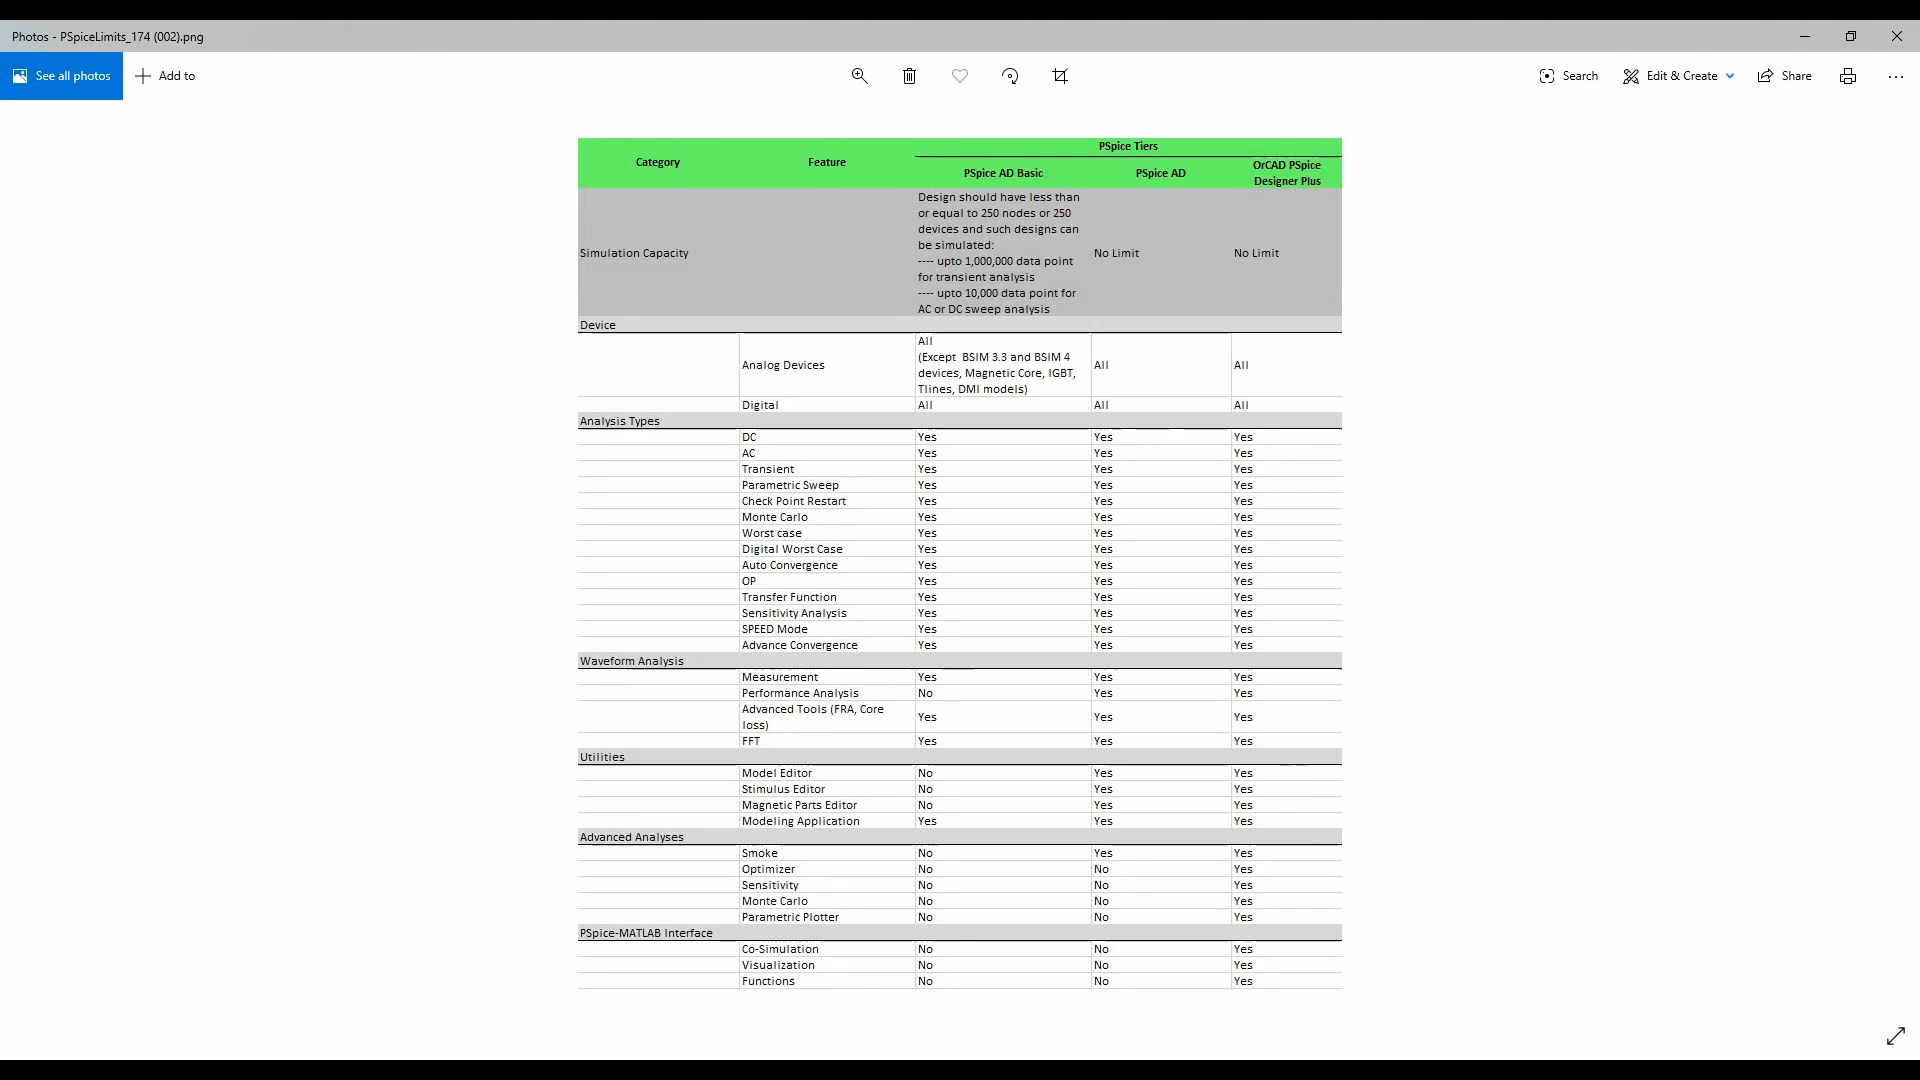 Photos - PSpiceLimits_174 (002).png
See all photos
Add to
Search
Edit & Create
Share
Category Feature PSpice Tiers
PSpice AD Basic PSpice AD OrCAD PSpice
Designer Plus
Simulation Capacity
Design should have less than
or equal to 250 nodes or 250
devices and such designs can
be simulated:
---- upto 1,000,000 data point
for transient analysis
---- upto 10,000 data point for
AC or DC sweep analysis
No Limit
No Limit
Device
Analog Devices
All
(Except BSIM 3.3 and BSIM 4
devices, Magnetic Core, IGBT,
Tlines, DMI models)
All
All
Digital All All All
Analysis Types
DC Yes Yes Yes
AC Yes Yes Yes
Transient Yes Yes Yes
Parametric Sweep Yes Yes Yes
Check Point Restart Yes Yes Yes
Monte Carlo Yes Yes Yes
Worst case Yes Yes Yes
Digital Worst Case Yes Yes Yes
Auto Convergence Yes Yes Yes
OP Yes Yes Yes
Transfer Function Yes Yes Yes
Sensitivity Analysis Yes Yes Yes
SPEED Mode Yes Yes Yes
Advance Convergence Yes Yes Yes
Waveform Analysis
Measurement Yes Yes Yes
Performance Analysis No Yes Yes
Advanced Tools (FRA, Core
loss) Yes Yes Yes
FFT Yes Yes Yes
Utilities
Model Editor No Yes Yes
Stimulus Editor No Yes Yes
Magnetic Parts Editor No Yes Yes
Modeling Application Yes Yes Yes
Advanced Analyses
Smoke No Yes Yes
Optimizer No No Yes
Sensitivity No No Yes
Monte Carlo No No Yes
Parametric Plotter No No Yes
PSpice-MATLAB Interface
Co-Simulation No No Yes
Visualization No No Yes
Functions No No Yes